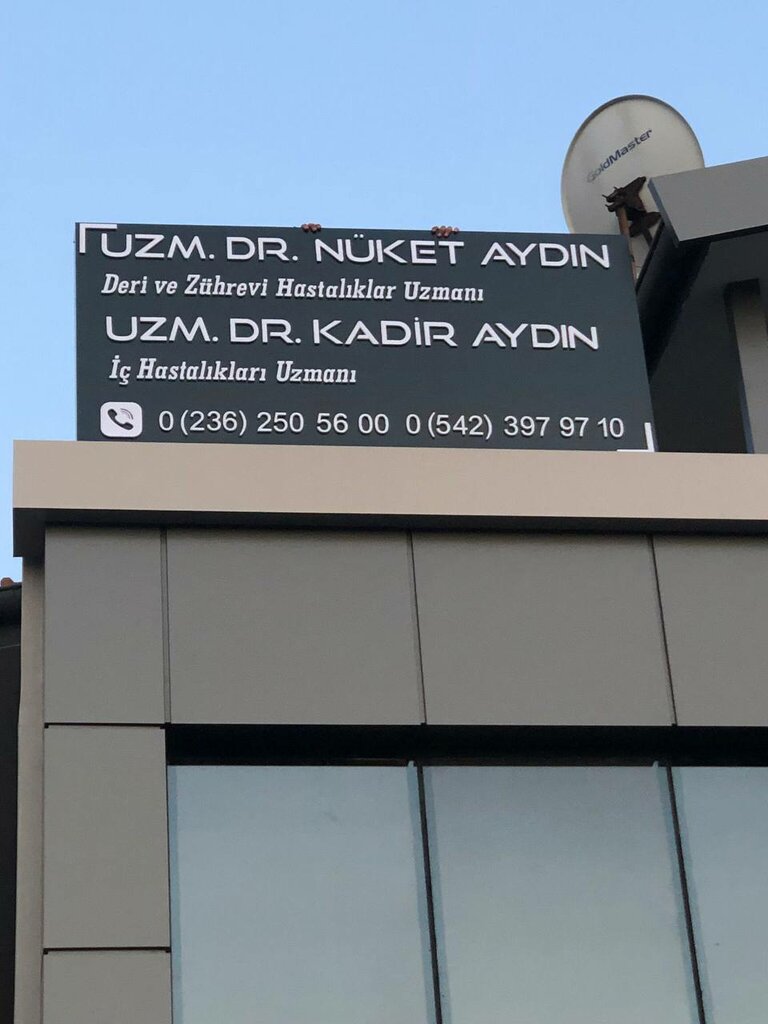 GoldMaster
UZM. DR. NÜKET AYDIN
Deri ve Zührevi Hastalıklar Uzmanı
UZM. DR. KADİR AYDIN
İç Hastalıkları Uzmanı
0 (236) 250 56 00 0 (542) 397 97 10